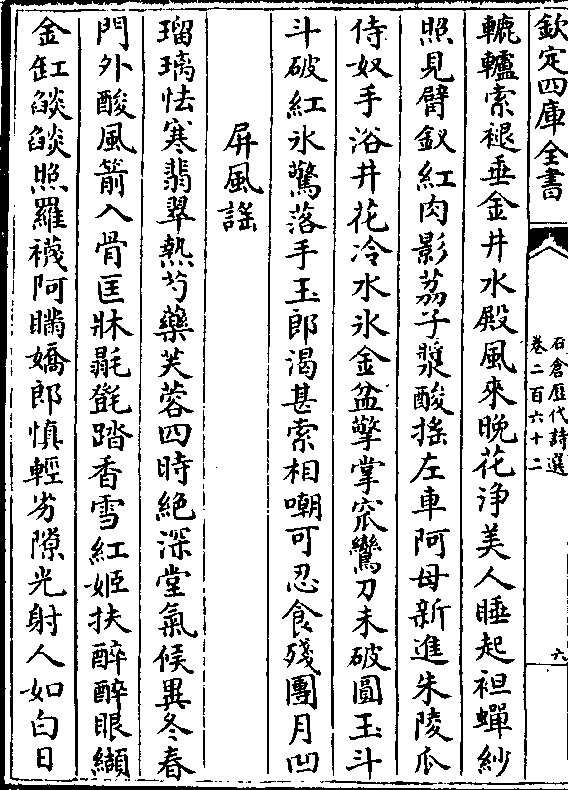 欽定四庫全書
石倉歷代詩選
卷二百六十二
六
轆轤索褪垂金井水殿風來晚花浄美人睡起袒蟬紗
照見臂釵紅肉影荔子漿酸揺左車阿母新進朱陵瓜
侍奴手浴井花冷水氷金盆擎掌窊鸞刀未破圓玉斗
斗破紅氷驚落手玉郎渴甚索相嘲可忍食殘團月凹
屏風謡
瑠璃怯寒翡翠熱芍藥芙蓉四時絶深堂氣候異冬春
門外酸風箭入骨匡牀毾㲪踏香雪紅姬扶醉醉眼纈
金缸燄燄照羅襪阿䁪嬌郎慎輕劣隙光射人如白日